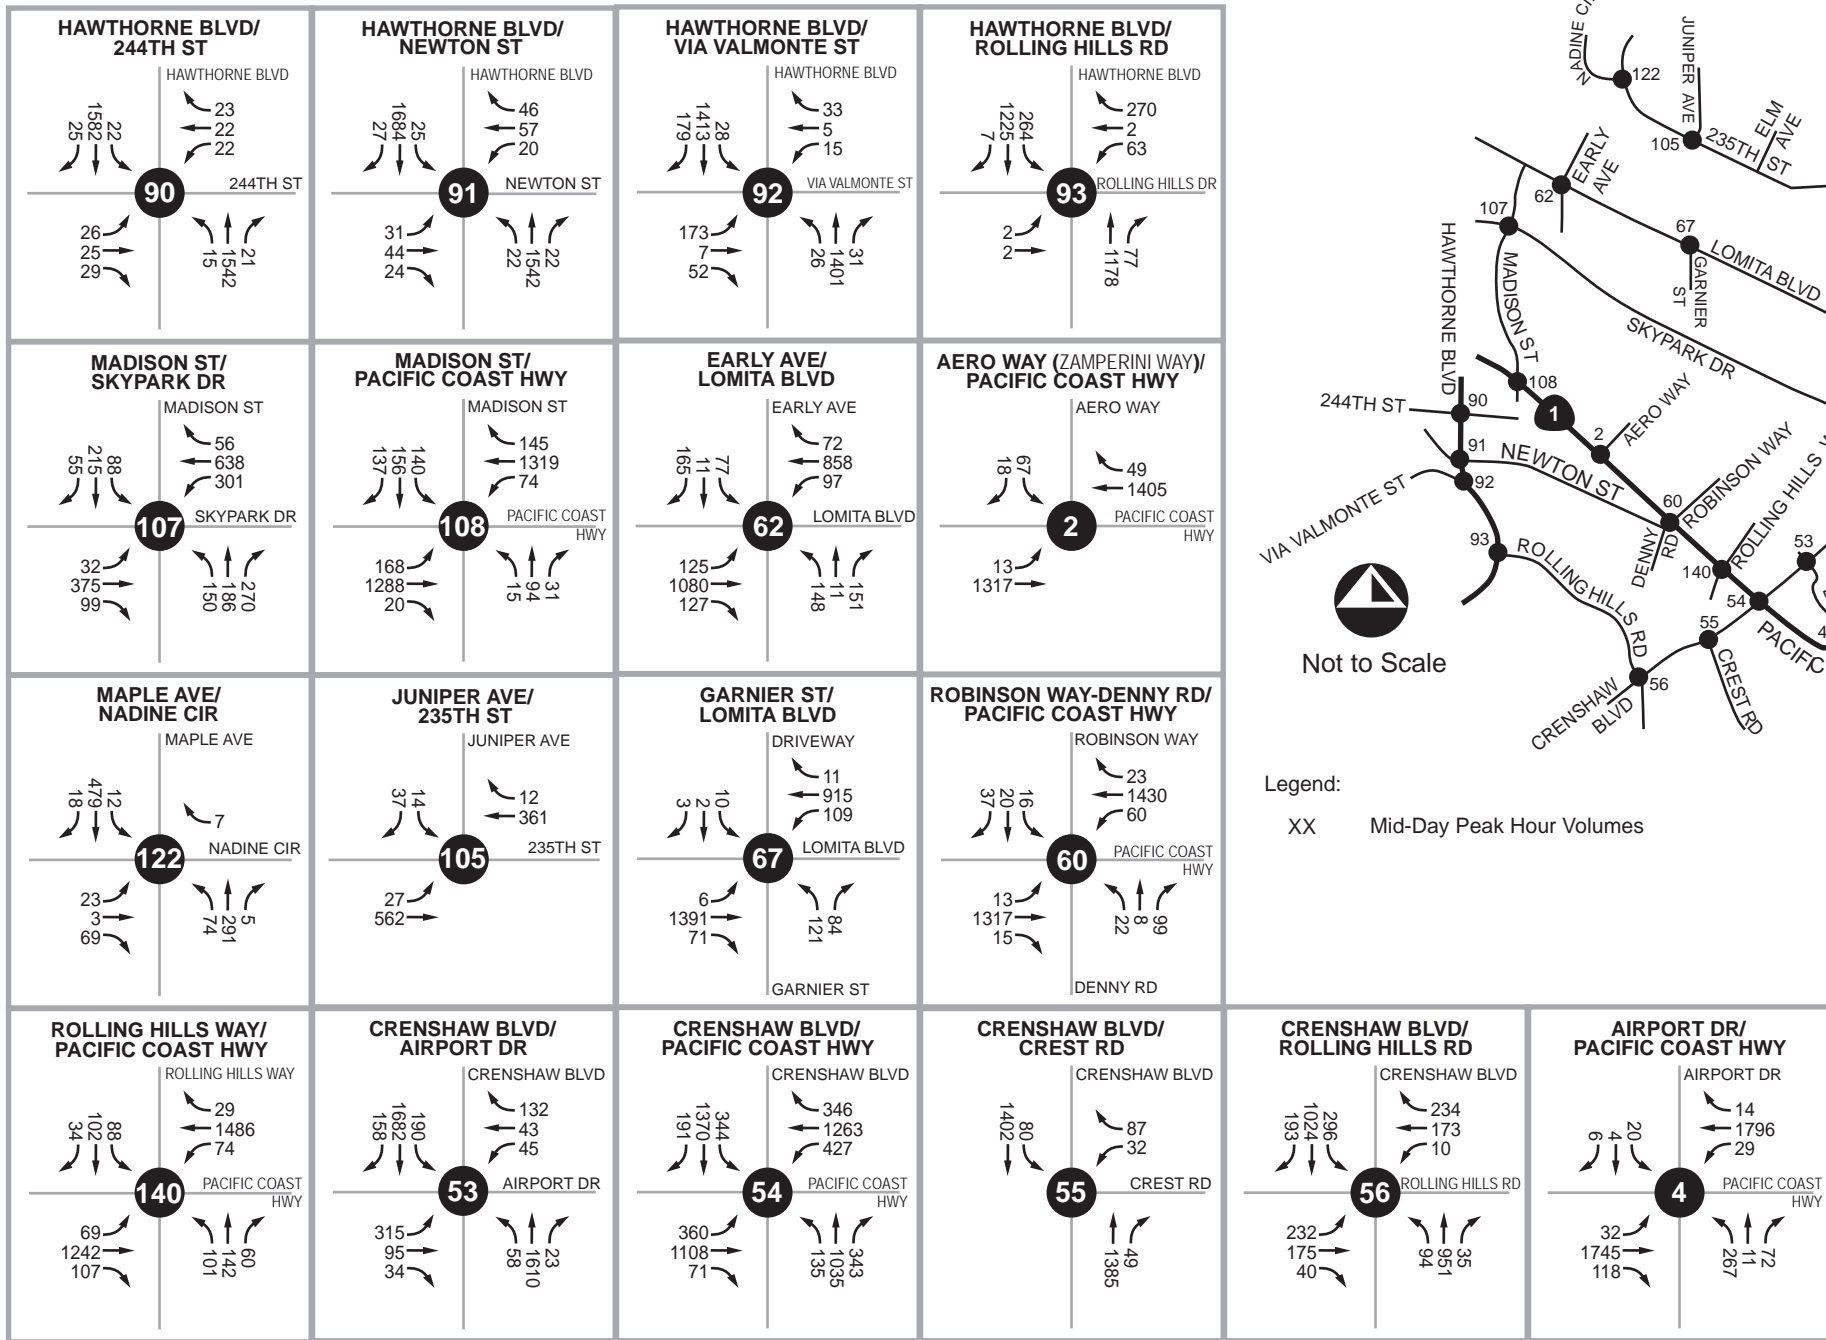 HAWTHORNE BLVD/
244TH ST
HAWTHORNE BLVD
25
1582
22
23
22
22
90
244TH ST
26
25
29
15
1542
21
HAWTHORNE BLVD/
NEWTON ST
HAWTHORNE BLVD
27
1684
25
46
57
20
91
NEWTON ST
31
44
24
22
1542
22
HAWTHORNE BLVD/
VIA VALMONTE ST
HAWTHORNE BLVD
179
1413
28
33
5
15
92
VIA VALMONTE ST
173
7
52
26
1401
31
HAWTHORNE BLVD/
ROLLING HILLS RD
HAWTHORNE BLVD
7
1225
264
270
2
63
93
ROLLING HILLS DR
2
2
1178
77
MADISON ST/
SKYPARK DR
MADISON ST
55
215
88
56
638
301
107
SKYPARK DR
32
375
99
150
186
270
MADISON ST/
PACIFIC COAST HWY
MADISON ST
137
156
140
145
1319
74
108
PACIFIC COAST
HWY
168
1288
20
15
94
31
EARLY AVE/
LOMITA BLVD
EARLY AVE
165
11
77
72
858
97
62
LOMITA BLVD
125
1080
127
148
11
151
AERO WAY (ZAMPERINI WAY)/
PACIFIC COAST HWY
AERO WAY
18
67
49
1405
2
PACIFIC COAST
HWY
13
1317
MAPLE AVE/
NADINE CIR
MAPLE AVE
18
479
12
7
122
NADINE CIR
23
3
69
74
291
5
JUNIPER AVE/
235TH ST
JUNIPER AVE
37
14
12
361
105
235TH ST
27
562
GARNIER ST/
LOMITA BLVD
DRIVEWAY
3
2
10
11
915
109
67
LOMITA BLVD
6
1391
71
121
84
GARNIER ST
ROBINSON WAY-DENNY RD/
PACIFIC COAST HWY
ROBINSON WAY
37
20
16
23
1430
60
60
PACIFIC COAST
HWY
13
1317
15
22
8
99
DENNY RD
ROLLING HILLS WAY/
PACIFIC COAST HWY
ROLLING HILLS WAY
34
102
88
29
1486
74
140
PACIFIC COAST
HWY
69
1242
107
101
142
60
CRENSHAW BLVD/
AIRPORT DR
CRENSHAW BLVD
158
1682
190
132
43
45
53
AIRPORT DR
315
95
34
58
1610
23
CRENSHAW BLVD/
PACIFIC COAST HWY
CRENSHAW BLVD
191
1370
344
346
1263
427
54
PACIFIC COAST
HWY
360
1108
71
135
1035
343
CRENSHAW BLVD/
CREST RD
CRENSHAW BLVD
1402
80
87
32
55
CREST RD
1385
49
CRENSHAW BLVD/
ROLLING HILLS RD
CRENSHAW BLVD
193
1024
296
234
173
10
56
ROLLING HILLS RD
232
175
40
94
951
35
AIRPORT DR/
PACIFIC COAST HWY
AIRPORT DR
6
4
20
14
1796
29
4
PACIFIC COAST
HWY
32
1745
118
267
11
72
NADINE
122
JUNIPER AVE
105
235TH ST
ELM
AVE
EARLY
AVE
62
107
67
LOMITA BLVD
GARNIER
ST
HAWTHORNE BLVD
MADISON ST
SKYPARK DR
108
1
244TH ST
90
2
AERO WAY
91
NEWTON ST
92
VIA VALMONTE ST
60
ROBINSON WAY
DENNY
RD
93
ROLLING HILLS RD
140
ROLLING HILLS
53
54
PACIFIC
4
55
CREST RD
56
CRENSHAW
BLVD
Not to Scale
Legend:
XX Mid-Day Peak Hour Volumes